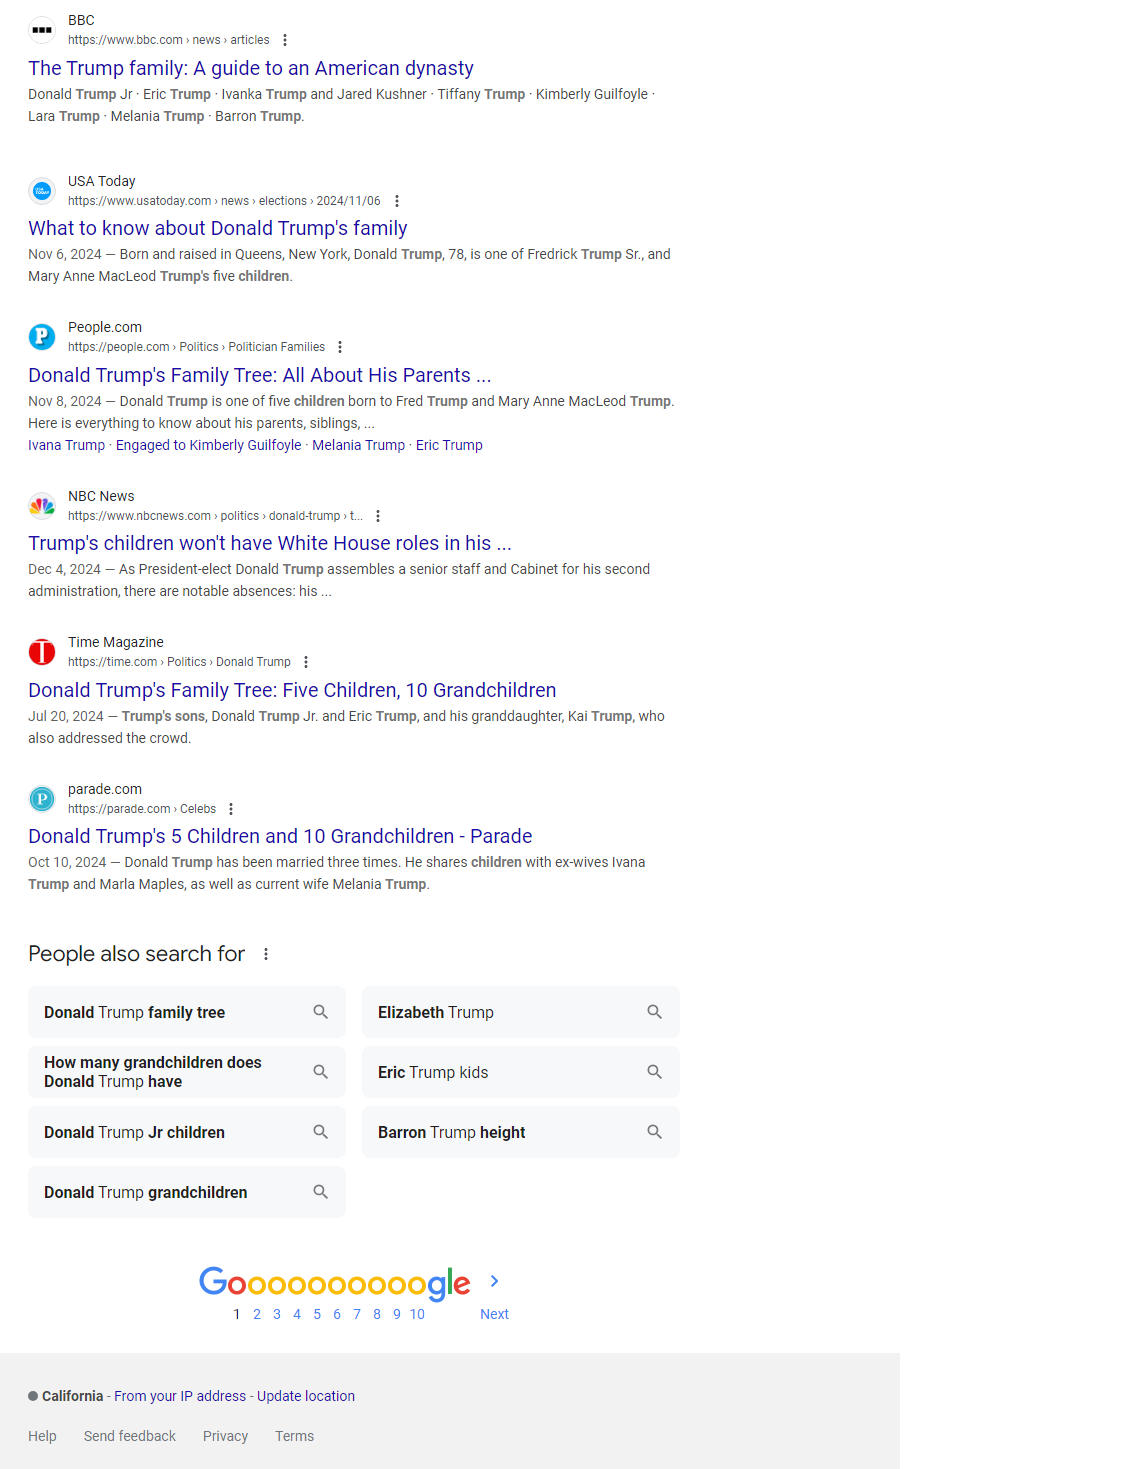 BBC
https://www.bbc.com › news › articles
The Trump family: A guide to an American dynasty
Donald Trump Jr · Eric Trump · Ivanka Trump and Jared Kushner · Tiffany Trump · Kimberly Guilfoyle ·
Lara Trump · Melania Trump · Barron Trump.
USA Today
https://www.usatoday.com › news › elections › 2024/11/06
What to know about Donald Trump's family
Nov 6, 2024 — Born and raised in Queens, New York, Donald Trump, 78, is one of Fredrick Trump Sr., and
Mary Anne MacLeod Trump's five children.
People.com
https://people.com › Politics › Politician Families
Donald Trump's Family Tree: All About His Parents ...
Nov 8, 2024 — Donald Trump is one of five children born to Fred Trump and Mary Anne MacLeod Trump.
Here is everything to know about his parents, siblings, ...
Ivana Trump · Engaged to Kimberly Guilfoyle · Melania Trump · Eric Trump
NBC News
https://www.nbcnews.com › politics › donald-trump › t...
Trump's children won't have White House roles in his ...
Dec 4, 2024 — As President-elect Donald Trump assembles a senior staff and Cabinet for his second
administration, there are notable absences: his ...
Time Magazine
https://time.com › Politics › Donald Trump
Donald Trump's Family Tree: Five Children, 10 Grandchildren
Jul 20, 2024 — Trump's sons, Donald Trump Jr. and Eric Trump, and his granddaughter, Kai Trump, who
also addressed the crowd.
parade.com
https://parade.com › Celebs
Donald Trump's 5 Children and 10 Grandchildren - Parade
Oct 10, 2024 — Donald Trump has been married three times. He shares children with ex-wives Ivana
Trump and Marla Maples, as well as current wife Melania Trump.
People also search for
Donald Trump family tree
Elizabeth Trump
How many grandchildren does
Donald Trump have
Eric Trump kids
Donald Trump Jr children
Barron Trump height
Donald Trump grandchildren
Goooooooooogle
1 2 3 4 5 6 7 8 9 10 Next
California - From your IP address - Update location
Help Send feedback Privacy Terms